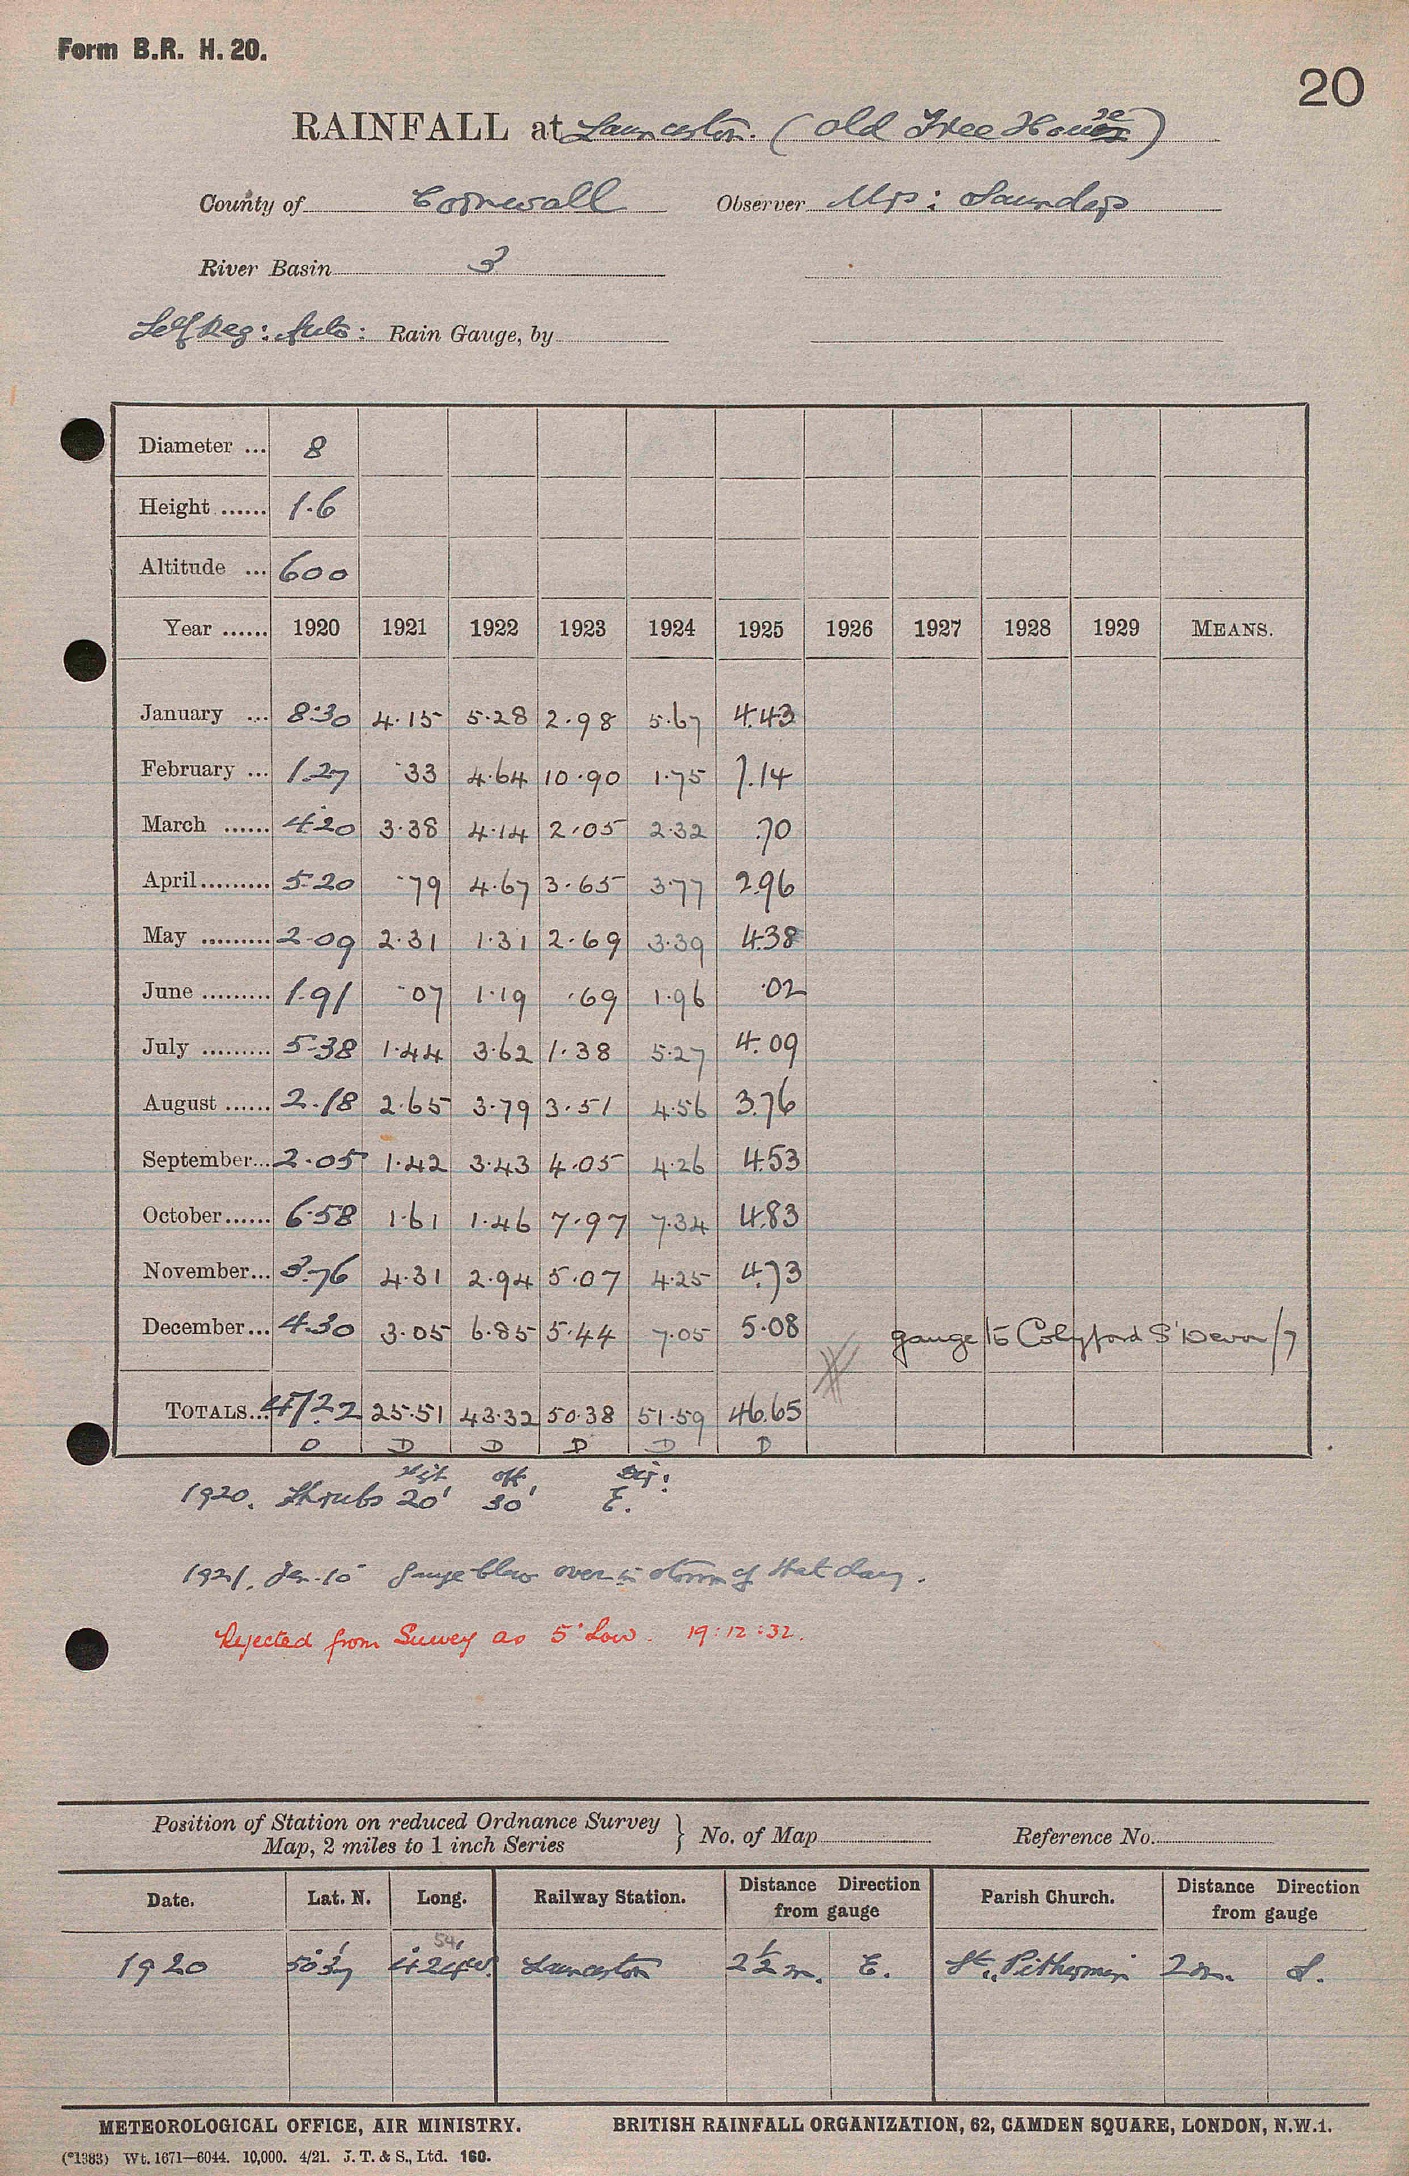 Form B.R. H. 20.
20
RAINFALL at Launceston. (Old Tree House)
County of Cornwall Observer Mrs: Saunders
River Basin 3
Self Reg: Auto: Rain Gauge, by
Diameter ... 8
Height ...... 1.6
Altitude ... 600
Year ...... 1920 1921 1922 1923 1924 1925 1926 1927 1928 1929 MEANS.
January ... 8.30 4.15 5.28 2.98 5.67 4.43
February ... 1.27 .33 4.64 10.90 1.75 7.14
March ...... 4.20 3.38 4.14 2.05 2.32 .70
April ......... 5.20 .79 4.67 3.65 3.77 2.96
May ......... 2.09 2.31 1.31 2.69 3.39 4.38
June ......... 1.91 .07 1.19 .69 1.96 .02
July ......... 5.38 1.44 3.62 1.38 5.27 4.09
August ...... 2.18 2.65 3.79 3.51 4.56 3.76
September... 2.05 1.42 3.43 4.05 4.26 4.53
October...... 6.58 1.61 1.46 7.97 7.34 4.83
November... 3.76 4.31 2.94 5.07 4.25 4.73
December... 4.30 3.05 6.85 5.44 7.05 5.08 gauge to Colyford S. Devon /7
TOTALS... 47.22 25.51 43.32 50.38 51.59 46.65
D D D D D D
Hgt off Dir:
1920. Shrubs 20' 30' E.
1921. Jan. 10 Gauge blew over in storm of that day.
Rejected from Survey as 5" Low. 19:12:32.
Position of Station on reduced Ordnance Survey
Map, 2 miles to 1 inch Series } No. of Map Reference No.
Date. Lat. N. Long. Railway Station. Distance Direction from gauge Parish Church. Distance Direction from gauge
54'
1920 50° 37' 4° 24' W. Launceston 2½ m. E. St. 2 m. S.
METEOROLOGICAL OFFICE, AIR MINISTRY. BRITISH RAINFALL ORGANIZATION, 62, CAMDEN SQUARE, LONDON, N.W.1.
(*1383) Wt. 1671—6044. 10,000. 4/21. J. T. & S., Ltd. 160.